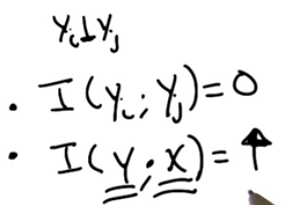 Yi⊥Yj
• I(Yi;Yj)=0
• I(Y;X)=↑